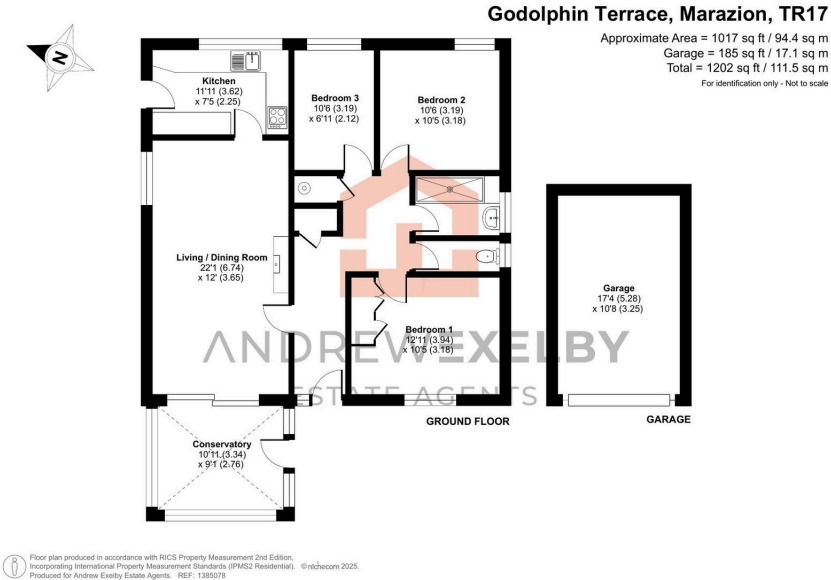 Godolphin Terrace, Marazion, TR17
Approximate Area = 1017 sq ft / 94.4 sq m
Garage = 185 sq ft / 17.1 sq m
Total = 1202 sq ft / 111.5 sq m
For identification only - Not to scale
N
Kitchen
11'11 (3.62)
x 7'5 (2.25)
Bedroom 3
10'6 (3.19)
x 6'11 (2.12)
Bedroom 2
10'6 (3.19)
x 10'5 (3.18)
Living / Dining Room
22'1 (6.74)
x 12' (3.65)
Garage
17'4 (5.28)
x 10'8 (3.25)
Bedroom 1
12'11 (3.94)
x 10'5 (3.18)
ANDREW EXELBY
ESTATE AGENTS
GROUND FLOOR
GARAGE
Conservatory
10'11 (3.34)
x 9'1 (2.76)
Floor plan produced in accordance with RICS Property Measurement 2nd Edition,
Incorporating International Property Measurement Standards (IPMS2 Residential). © nichecom 2025.
Produced for Andrew Exelby Estate Agents. REF: 1385078